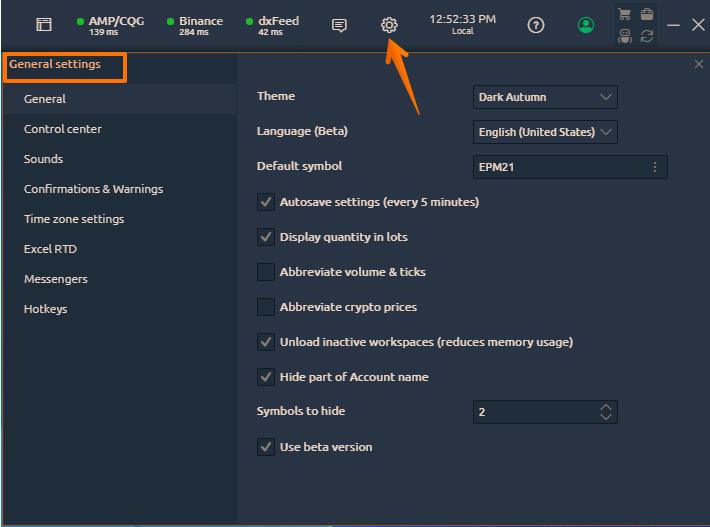 AMP/CQG
139 ms
Binance
284 ms
dxFeed
42 ms
12:52:33 PM
Local
General settings
General
Control center
Sounds
Confirmations & Warnings
Time zone settings
Excel RTD
Messengers
Hotkeys
Theme
Dark Autumn
Language (Beta)
English (United States)
Default symbol
EPM21
Autosave settings (every 5 minutes)
Display quantity in lots
Abbreviate volume & ticks
Abbreviate crypto prices
Unload inactive workspaces (reduces memory usage)
Hide part of Account name
Symbols to hide
2
Use beta version